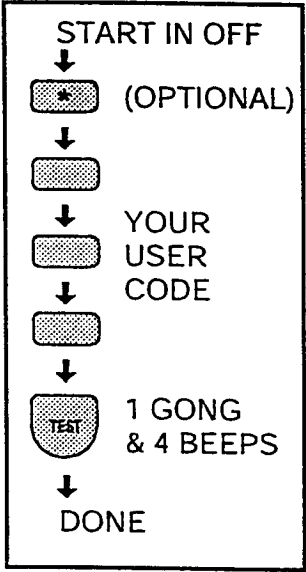 START IN OFF
* (OPTIONAL)
YOUR
USER
CODE
TEST 1 GONG
& 4 BEEPS
DONE